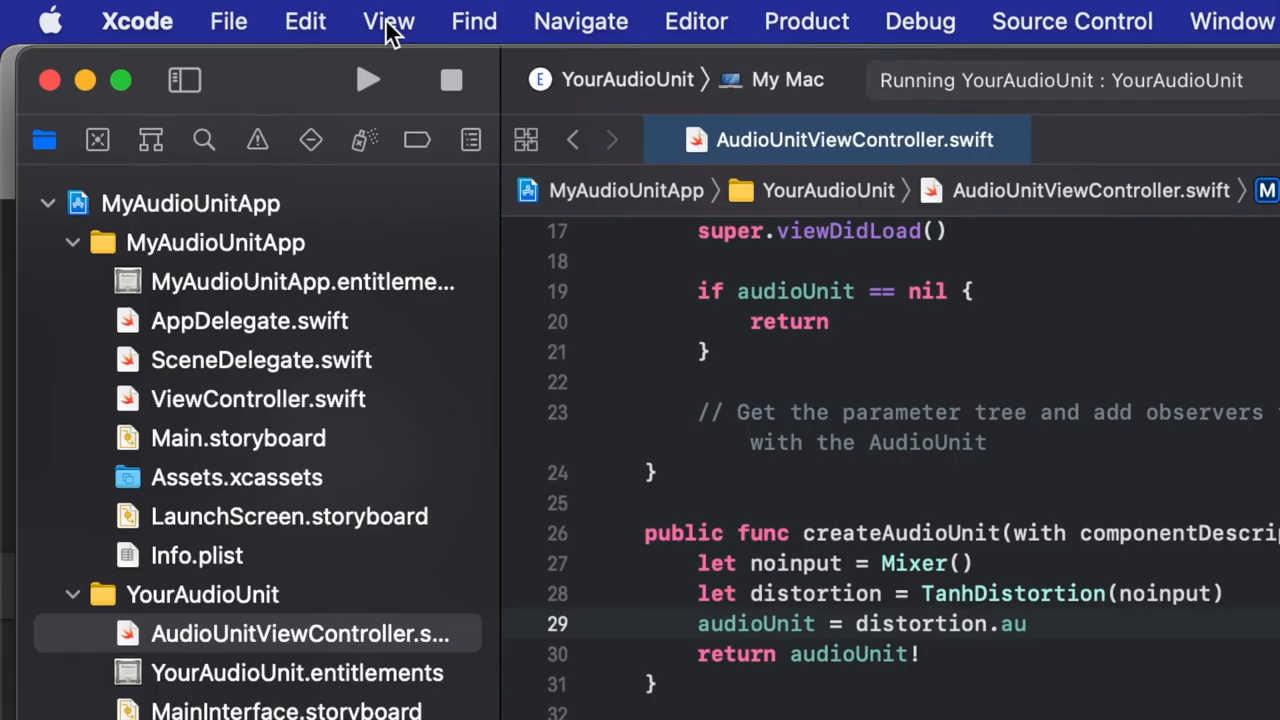 Xcode File Edit View Find Navigate Editor Product Debug Source Control Window
E YourAudioUnit 〉 My Mac Running YourAudioUnit : YourAudioUnit
AudioUnitViewController.swift
MyAudioUnitApp 〉 YourAudioUnit 〉 AudioUnitViewController.swift 〉 M
MyAudioUnitApp
MyAudioUnitApp
MyAudioUnitApp.entitleme...
AppDelegate.swift
SceneDelegate.swift
ViewController.swift
Main.storyboard
Assets.xcassets
LaunchScreen.storyboard
Info.plist
YourAudioUnit
AudioUnitViewController.s...
YourAudioUnit.entitlements
MainInterface.storyboard
17 super.viewDidLoad()
18
19 if audioUnit == nil {
20 return
21 }
22
23 // Get the parameter tree and add observers
with the AudioUnit
24 }
25
26 public func createAudioUnit(with componentDescri
27 let noinput = Mixer()
28 let distortion = TanhDistortion(noinput)
29 audioUnit = distortion.au
30 return audioUnit!
31 }
32